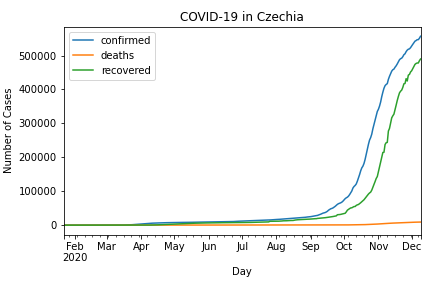 COVID-19 in Czechia
confirmed
deaths
recovered
Number of Cases
500000
400000
300000
200000
100000
0
Feb Mar Apr May Jun Jul Aug Sep Oct Nov Dec
2020
Day